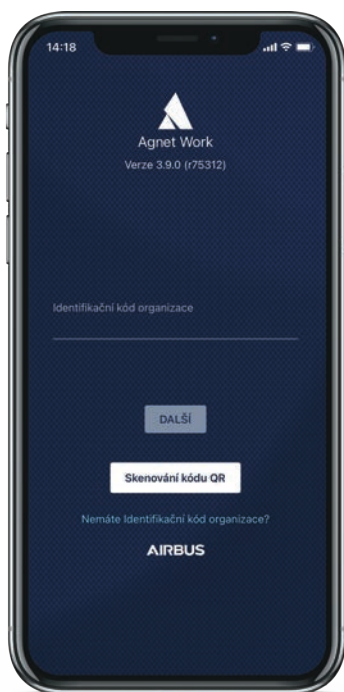 14:18
Agnet Work
Verze 3.9.0 (r75312)
Identifikační kód organizace
DALŠÍ
Skenování kódu QR
Nemáte Identifikační kód organizace?
AIRBUS